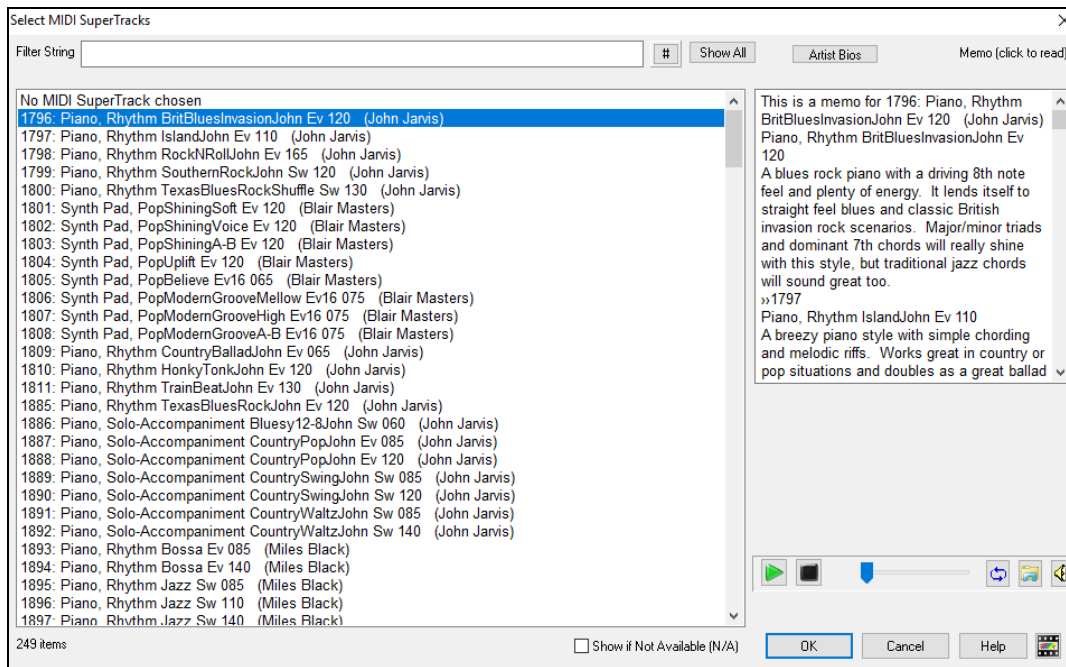 Select MIDI SuperTracks
Filter String
#
Show All
Artist Bios
Memo (click to read)
No MIDI SuperTrack chosen
1796: Piano, Rhythm BritBluesInvasionJohn Ev 120 (John Jarvis)
1797: Piano, Rhythm IslandJohn Ev 110 (John Jarvis)
1798: Piano, Rhythm RockNRollJohn Ev 165 (John Jarvis)
1799: Piano, Rhythm SouthernRockJohn Sw 120 (John Jarvis)
1800: Piano, Rhythm TexasBluesRockShuffle Sw 130 (John Jarvis)
1801: Synth Pad, PopShiningSoft Ev 120 (Blair Masters)
1802: Synth Pad, PopShiningVoice Ev 120 (Blair Masters)
1803: Synth Pad, PopShiningA-B Ev 120 (Blair Masters)
1804: Synth Pad, PopUplift Ev 120 (Blair Masters)
1805: Synth Pad, PopBelieve Ev16 065 (Blair Masters)
1806: Synth Pad, PopModernGrooveMellow Ev16 075 (Blair Masters)
1807: Synth Pad, PopModernGrooveHigh Ev16 075 (Blair Masters)
1808: Synth Pad, PopModernGrooveA-B Ev16 075 (Blair Masters)
1809: Piano, Rhythm CountryBalladJohn Ev 065 (John Jarvis)
1810: Piano, Rhythm HonkyTonkJohn Ev 120 (John Jarvis)
1811: Piano, Rhythm TrainBeatJohn Ev 130 (John Jarvis)
1885: Piano, Rhythm TexasBluesRockJohn Ev 120 (John Jarvis)
1886: Piano, Solo-Accompaniment Bluesy12-8John Sw 060 (John Jarvis)
1887: Piano, Solo-Accompaniment CountryPopJohn Ev 085 (John Jarvis)
1888: Piano, Solo-Accompaniment CountryPopJohn Ev 120 (John Jarvis)
1889: Piano, Solo-Accompaniment CountrySwingJohn Sw 085 (John Jarvis)
1890: Piano, Solo-Accompaniment CountrySwingJohn Sw 120 (John Jarvis)
1891: Piano, Solo-Accompaniment CountryWaltzJohn Sw 085 (John Jarvis)
1892: Piano, Solo-Accompaniment CountryWaltzJohn Sw 140 (John Jarvis)
1893: Piano, Rhythm Bossa Ev 085 (Miles Black)
1894: Piano, Rhythm Bossa Ev 140 (Miles Black)
1895: Piano, Rhythm Jazz Sw 085 (Miles Black)
1896: Piano, Rhythm Jazz Sw 110 (Miles Black)
1897: Piano, Rhythm Jazz Sw 140 (Miles Black)
This is a memo for 1796: Piano, Rhythm
BritBluesInvasionJohn Ev 120 (John Jarvis)
Piano, Rhythm BritBluesInvasionJohn Ev
120
A blues rock piano with a driving 8th note
feel and plenty of energy. It lends itself to
straight feel blues and classic British
invasion rock scenarios. Major/minor triads
and dominant 7th chords will really shine
with this style, but traditional jazz chords
will sound great too.
»1797
Piano, Rhythm IslandJohn Ev 110
A breezy piano style with simple chording
and melodic riffs. Works great in country or
pop situations and doubles as a great ballad
249 items
Show if Not Available (N/A)
OK
Cancel
Help